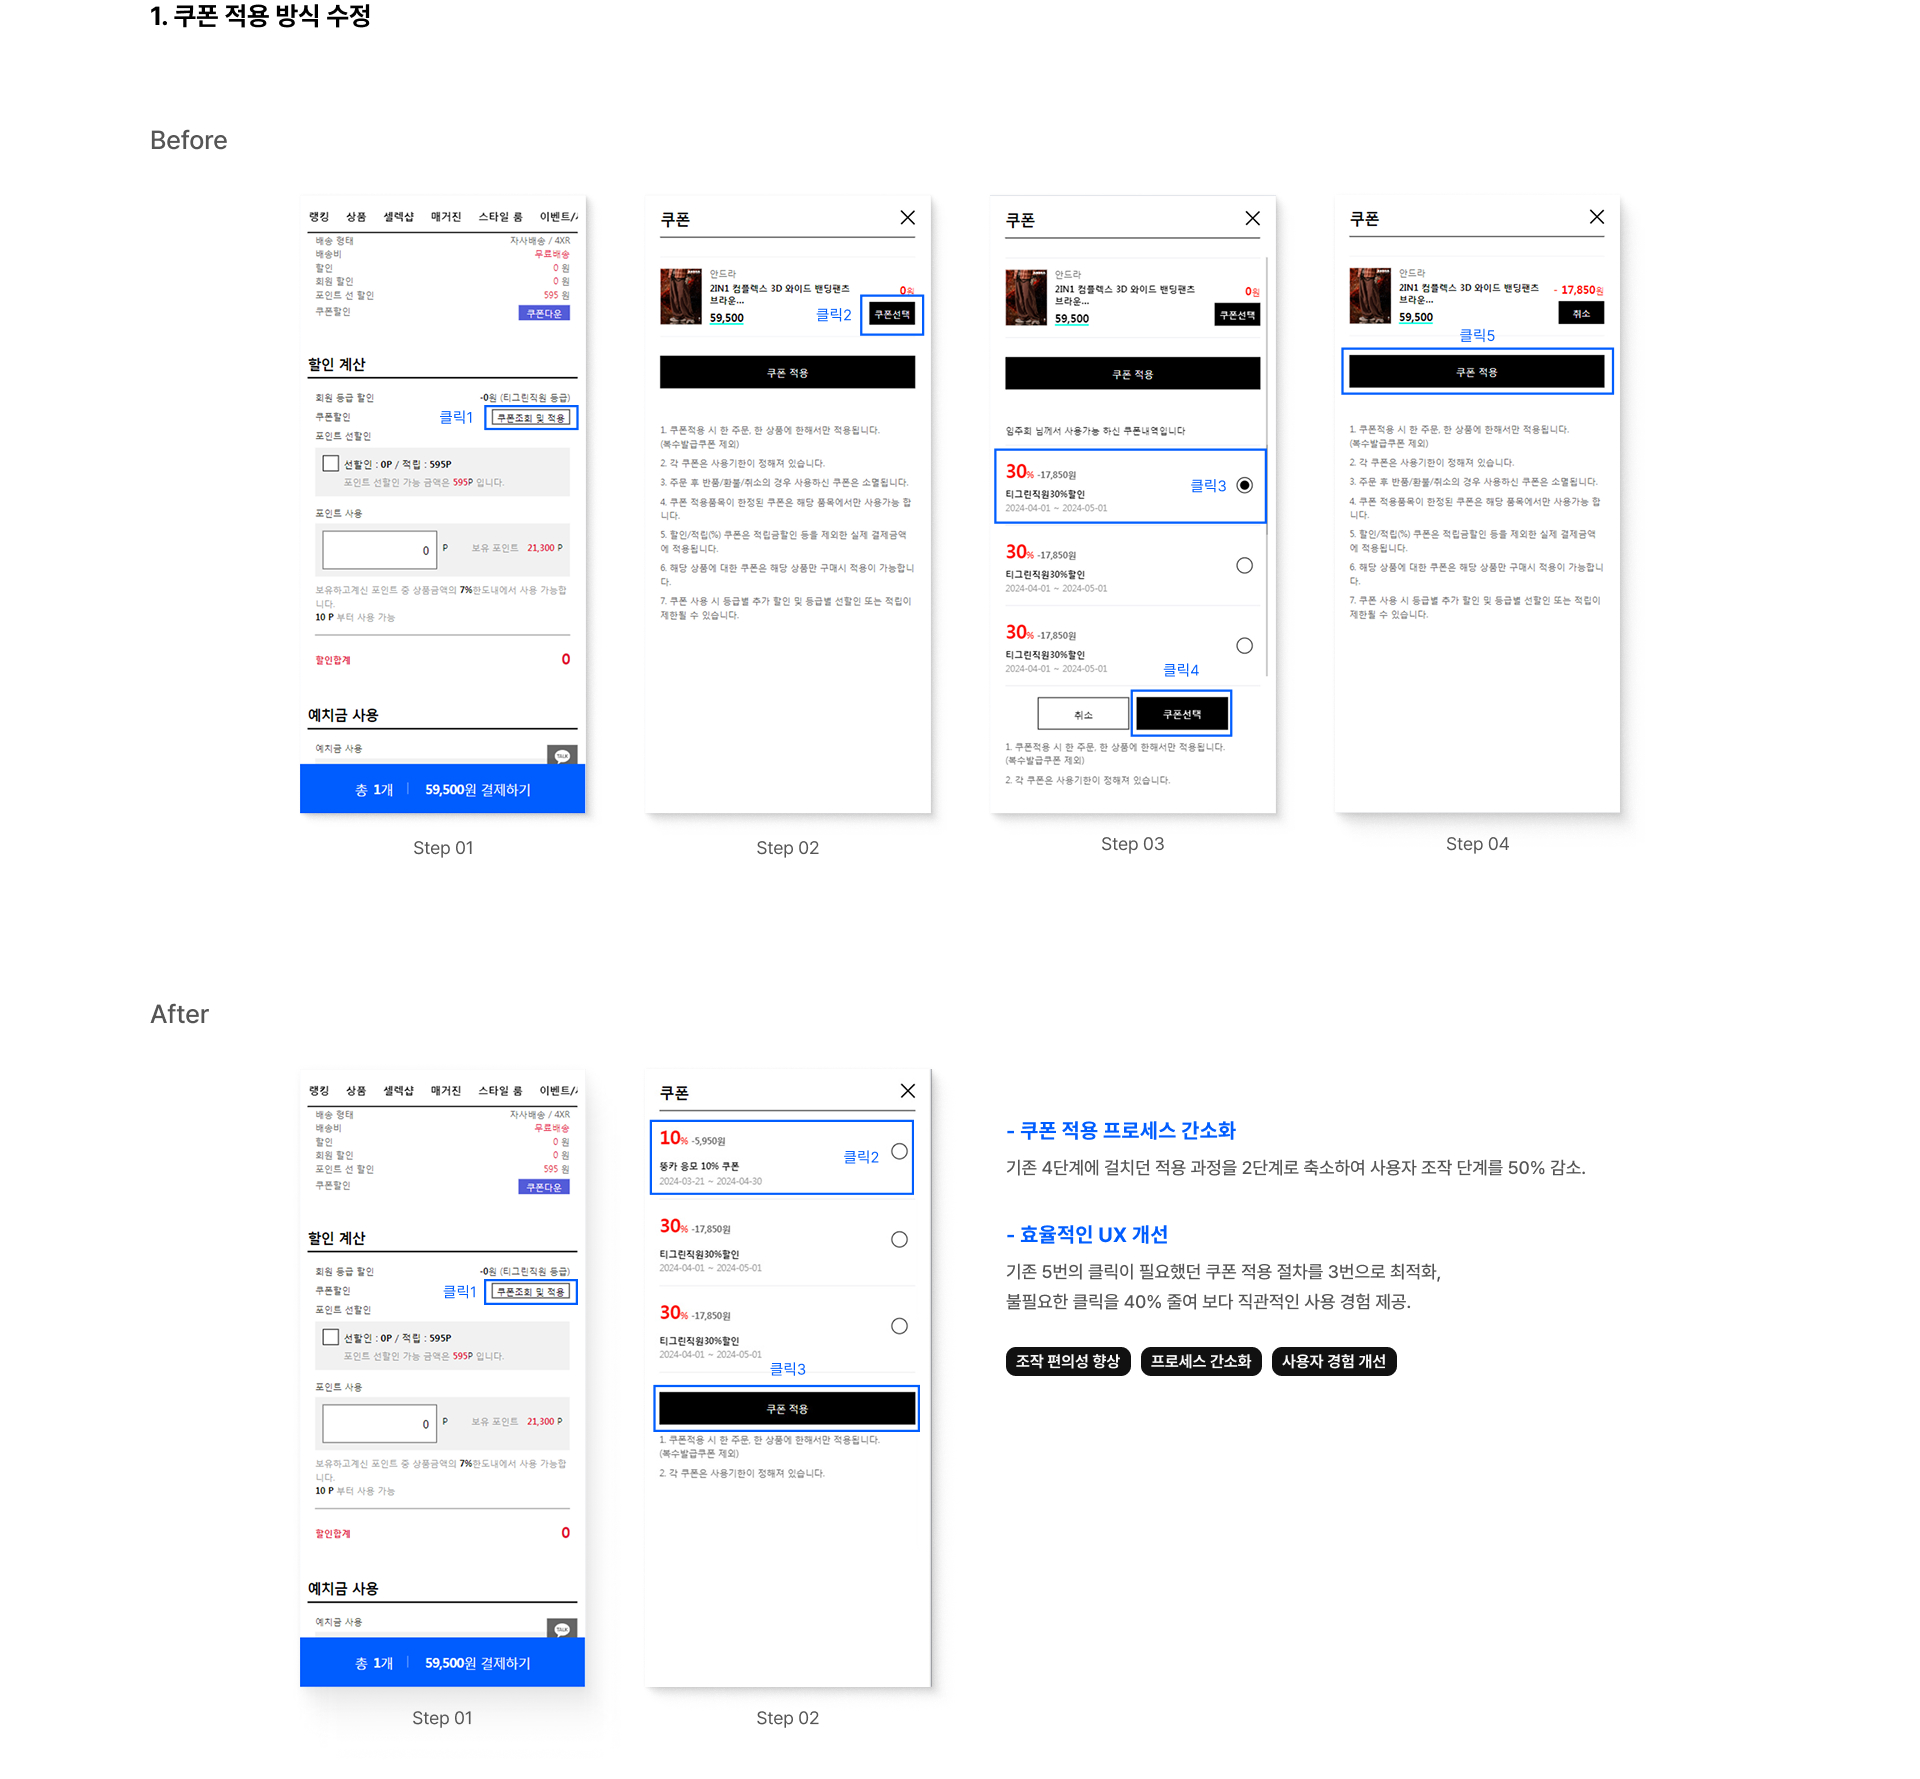 1. 쿠폰 적용 방식 수정
Before
랭킹 상품 셀렉샵 매거진 스타일 룸 이벤트/
배송 형태 자사배송 / 4XR
배송비 무료배송
할인 0 원
회원 할인 0 원
포인트 선 할인 595 원
쿠폰할인 쿠폰다운
할인 계산
회원 등급 할인 -0원 (티그린직원 등급)
쿠폰할인 클릭1 쿠폰조회 및 적용
포인트 선할인
선할인 : 0P / 적립 : 595P
포인트 선할인 가능 금액은 595P 입니다.
포인트 사용
0 P 보유 포인트 21,300 P
보유하고계신 포인트 중 상품금액의 7%한도내에서 사용 가능합
니다.
10 P 부터 사용 가능
할인합계 0
예치금 사용
예치금 사용
TALK
총 1개 | 59,500원 결제하기
Step 01
쿠폰
안드라
2IN1 컴플렉스 3D 와이드 밴딩팬츠
브라운...
0원
59,500
클릭2 쿠폰선택
쿠폰 적용
1. 쿠폰적용 시 한 주문, 한 상품에 한해서만 적용됩니다.
(복수발급쿠폰 제외)
2. 각 쿠폰은 사용기한이 정해져 있습니다.
3. 주문 후 반품/환불/취소의 경우 사용하신 쿠폰은 소멸됩니다.
4. 쿠폰 적용품목이 한정된 쿠폰은 해당 품목에서만 사용가능 합
니다.
5. 할인/적립(%) 쿠폰은 적립금할인 등을 제외한 실제 결제금액
에 적용됩니다.
6. 해당 상품에 대한 쿠폰은 해당 상품만 구매시 적용이 가능합니
다.
7. 쿠폰 사용 시 등급별 추가 할인 및 등급별 선할인 또는 적립이
제한될 수 있습니다.
Step 02
쿠폰
안드라
2IN1 컴플렉스 3D 와이드 밴딩팬츠
브라운...
0원
59,500
쿠폰선택
쿠폰 적용
임주희 님께서 사용가능 하신 쿠폰내역입니다
30% -17,850원
티그린직원30%할인
2024-04-01 ~ 2024-05-01
클릭3
30% -17,850원
티그린직원30%할인
2024-04-01 ~ 2024-05-01
30% -17,850원
티그린직원30%할인
2024-04-01 ~ 2024-05-01
클릭4
취소 쿠폰선택
1. 쿠폰적용 시 한 주문, 한 상품에 한해서만 적용됩니다.
(복수발급쿠폰 제외)
2. 각 쿠폰은 사용기한이 정해져 있습니다.
Step 03
쿠폰
안드라
2IN1 컴플렉스 3D 와이드 밴딩팬츠
브라운...
- 17,850원
59,500
취소
클릭5
쿠폰 적용
1. 쿠폰적용 시 한 주문, 한 상품에 한해서만 적용됩니다.
(복수발급쿠폰 제외)
2. 각 쿠폰은 사용기한이 정해져 있습니다.
3. 주문 후 반품/환불/취소의 경우 사용하신 쿠폰은 소멸됩니다.
4. 쿠폰 적용품목이 한정된 쿠폰은 해당 품목에서만 사용가능 합
니다.
5. 할인/적립(%) 쿠폰은 적립금할인 등을 제외한 실제 결제금액
에 적용됩니다.
6. 해당 상품에 대한 쿠폰은 해당 상품만 구매시 적용이 가능합니
다.
7. 쿠폰 사용 시 등급별 추가 할인 및 등급별 선할인 또는 적립이
제한될 수 있습니다.
Step 04
After
랭킹 상품 셀렉샵 매거진 스타일 룸 이벤트/
배송 형태 자사배송 / 4XR
배송비 무료배송
할인 0 원
회원 할인 0 원
포인트 선 할인 595 원
쿠폰할인 쿠폰다운
할인 계산
회원 등급 할인 -0원 (티그린직원 등급)
쿠폰할인 클릭1 쿠폰조회 및 적용
포인트 선할인
선할인 : 0P / 적립 : 595P
포인트 선할인 가능 금액은 595P 입니다.
포인트 사용
0 P 보유 포인트 21,300 P
보유하고계신 포인트 중 상품금액의 7%한도내에서 사용 가능합
니다.
10 P 부터 사용 가능
할인합계 0
예치금 사용
예치금 사용
TALK
총 1개 | 59,500원 결제하기
Step 01
쿠폰
10% -5,950원
뚱카 응모 10% 쿠폰
2024-03-21 ~ 2024-04-30
클릭2
30% -17,850원
티그린직원30%할인
2024-04-01 ~ 2024-05-01
30% -17,850원
티그린직원30%할인
2024-04-01 ~ 2024-05-01
클릭3
쿠폰 적용
1. 쿠폰적용 시 한 주문, 한 상품에 한해서만 적용됩니다.
(복수발급쿠폰 제외)
2. 각 쿠폰은 사용기한이 정해져 있습니다.
Step 02
- 쿠폰 적용 프로세스 간소화
기존 4단계에 걸치던 적용 과정을 2단계로 축소하여 사용자 조작 단계를 50% 감소.
- 효율적인 UX 개선
기존 5번의 클릭이 필요했던 쿠폰 적용 절차를 3번으로 최적화,
불필요한 클릭을 40% 줄여 보다 직관적인 사용 경험 제공.
조작 편의성 향상 프로세스 간소화 사용자 경험 개선